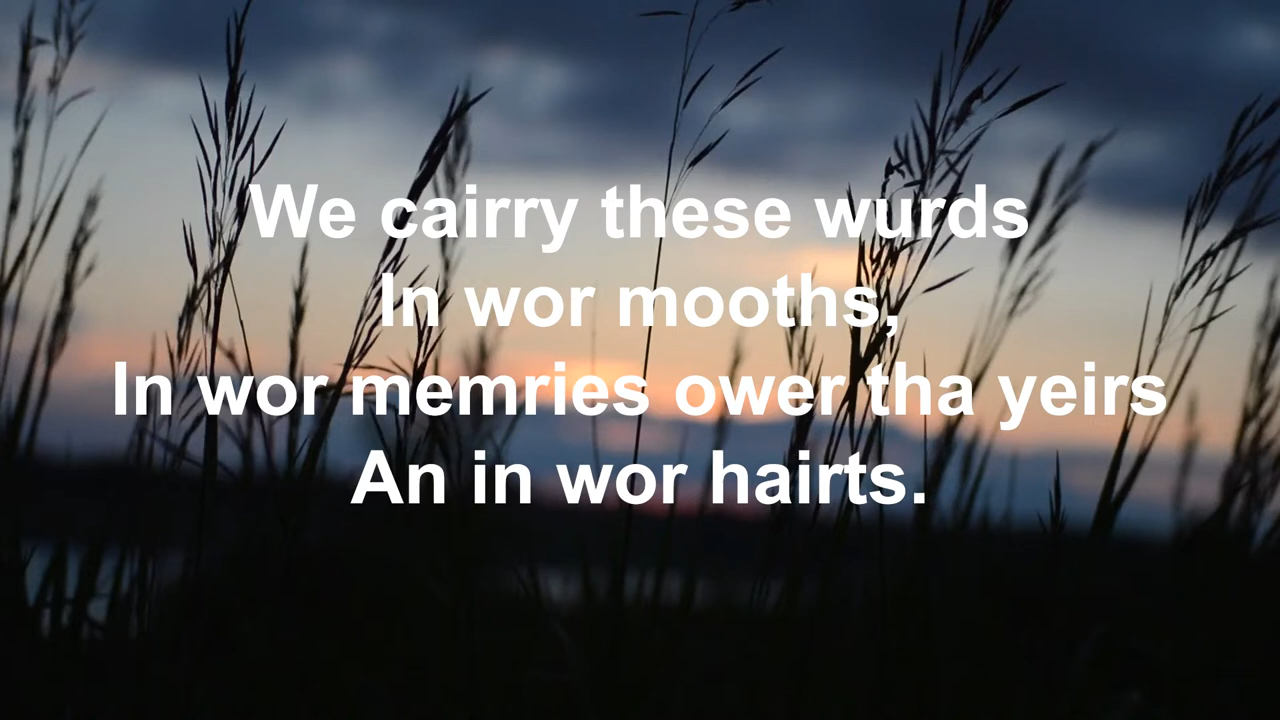 We cairry these wurds
In wor mooths,
In wor memries ower tha yeirs
An in wor hairts.